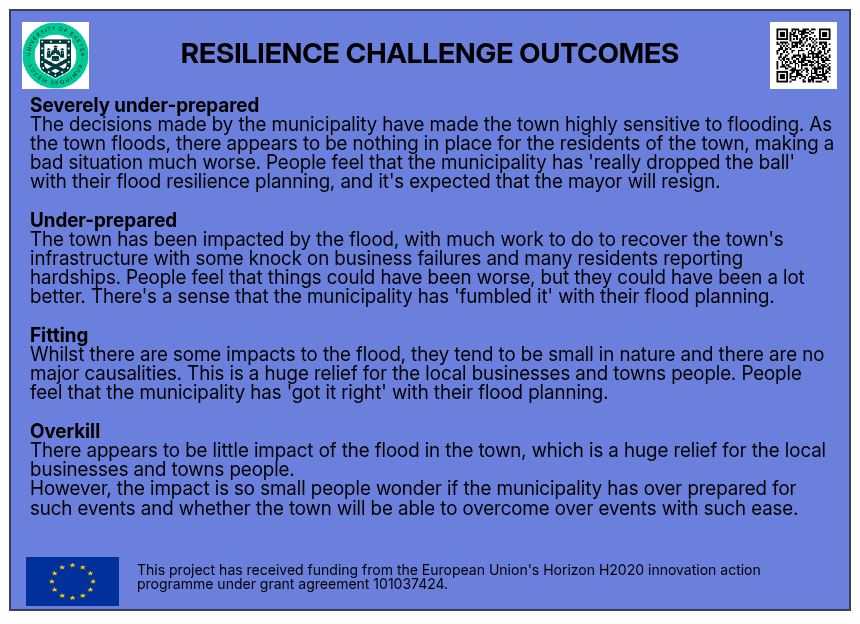 UNIVERSITY OF EXETER
LUCEM SEQUIMUR
RESILIENCE CHALLENGE OUTCOMES
Severely under-prepared
The decisions made by the municipality have made the town highly sensitive to flooding. As
the town floods, there appears to be nothing in place for the residents of the town, making a
bad situation much worse. People feel that the municipality has 'really dropped the ball'
with their flood resilience planning, and it's expected that the mayor will resign.
Under-prepared
The town has been impacted by the flood, with much work to do to recover the town's
infrastructure with some knock on business failures and many residents reporting
hardships. People feel that things could have been worse, but they could have been a lot
better. There's a sense that the municipality has 'fumbled it' with their flood planning.
Fitting
Whilst there are some impacts to the flood, they tend to be small in nature and there are no
major causalities. This is a huge relief for the local businesses and towns people. People
feel that the municipality has 'got it right' with their flood planning.
Overkill
There appears to be little impact of the flood in the town, which is a huge relief for the local
businesses and towns people.
However, the impact is so small people wonder if the municipality has over prepared for
such events and whether the town will be able to overcome over events with such ease.
This project has received funding from the European Union's Horizon H2020 innovation action
programme under grant agreement 101037424.